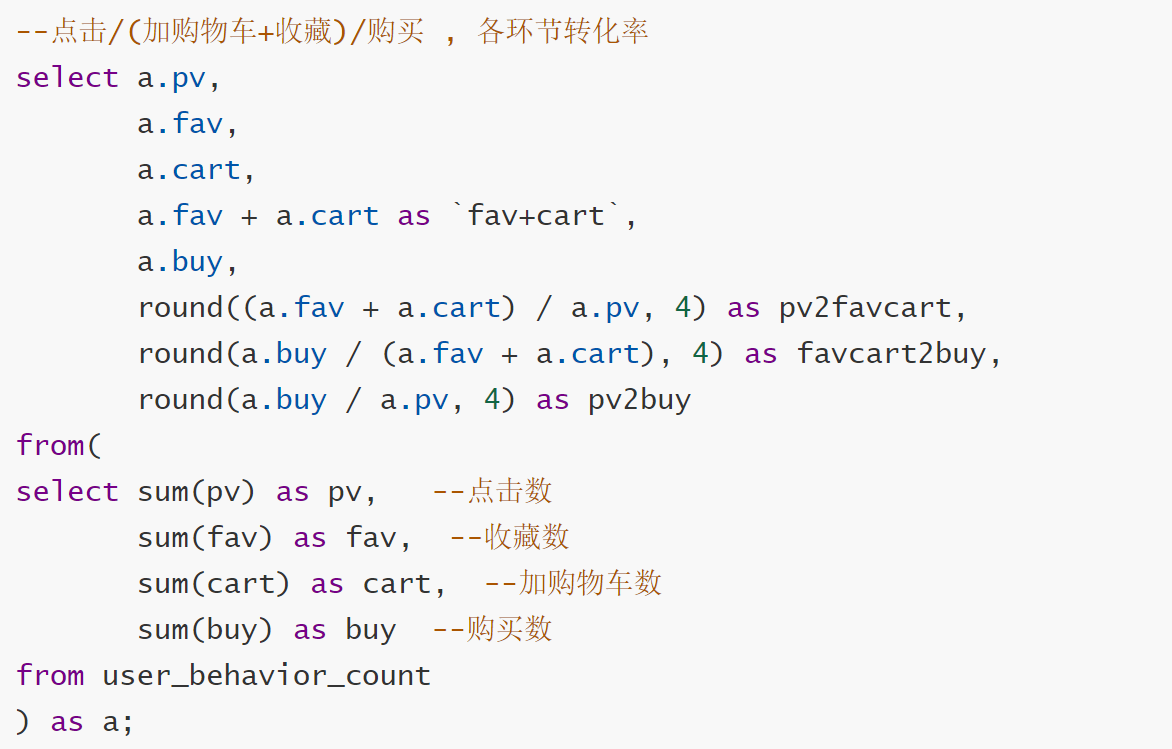 --点击/(加购物车+收藏)/购买 , 各环节转化率
select a.pv,
       a.fav,
       a.cart,
       a.fav + a.cart as `fav+cart`,
       a.buy,
       round((a.fav + a.cart) / a.pv, 4) as pv2favcart,
       round(a.buy / (a.fav + a.cart), 4) as favcart2buy,
       round(a.buy / a.pv, 4) as pv2buy
from(
select sum(pv) as pv,   --点击数
       sum(fav) as fav,  --收藏数
       sum(cart) as cart,  --加购物车数
       sum(buy) as buy  --购买数
from user_behavior_count
) as a;